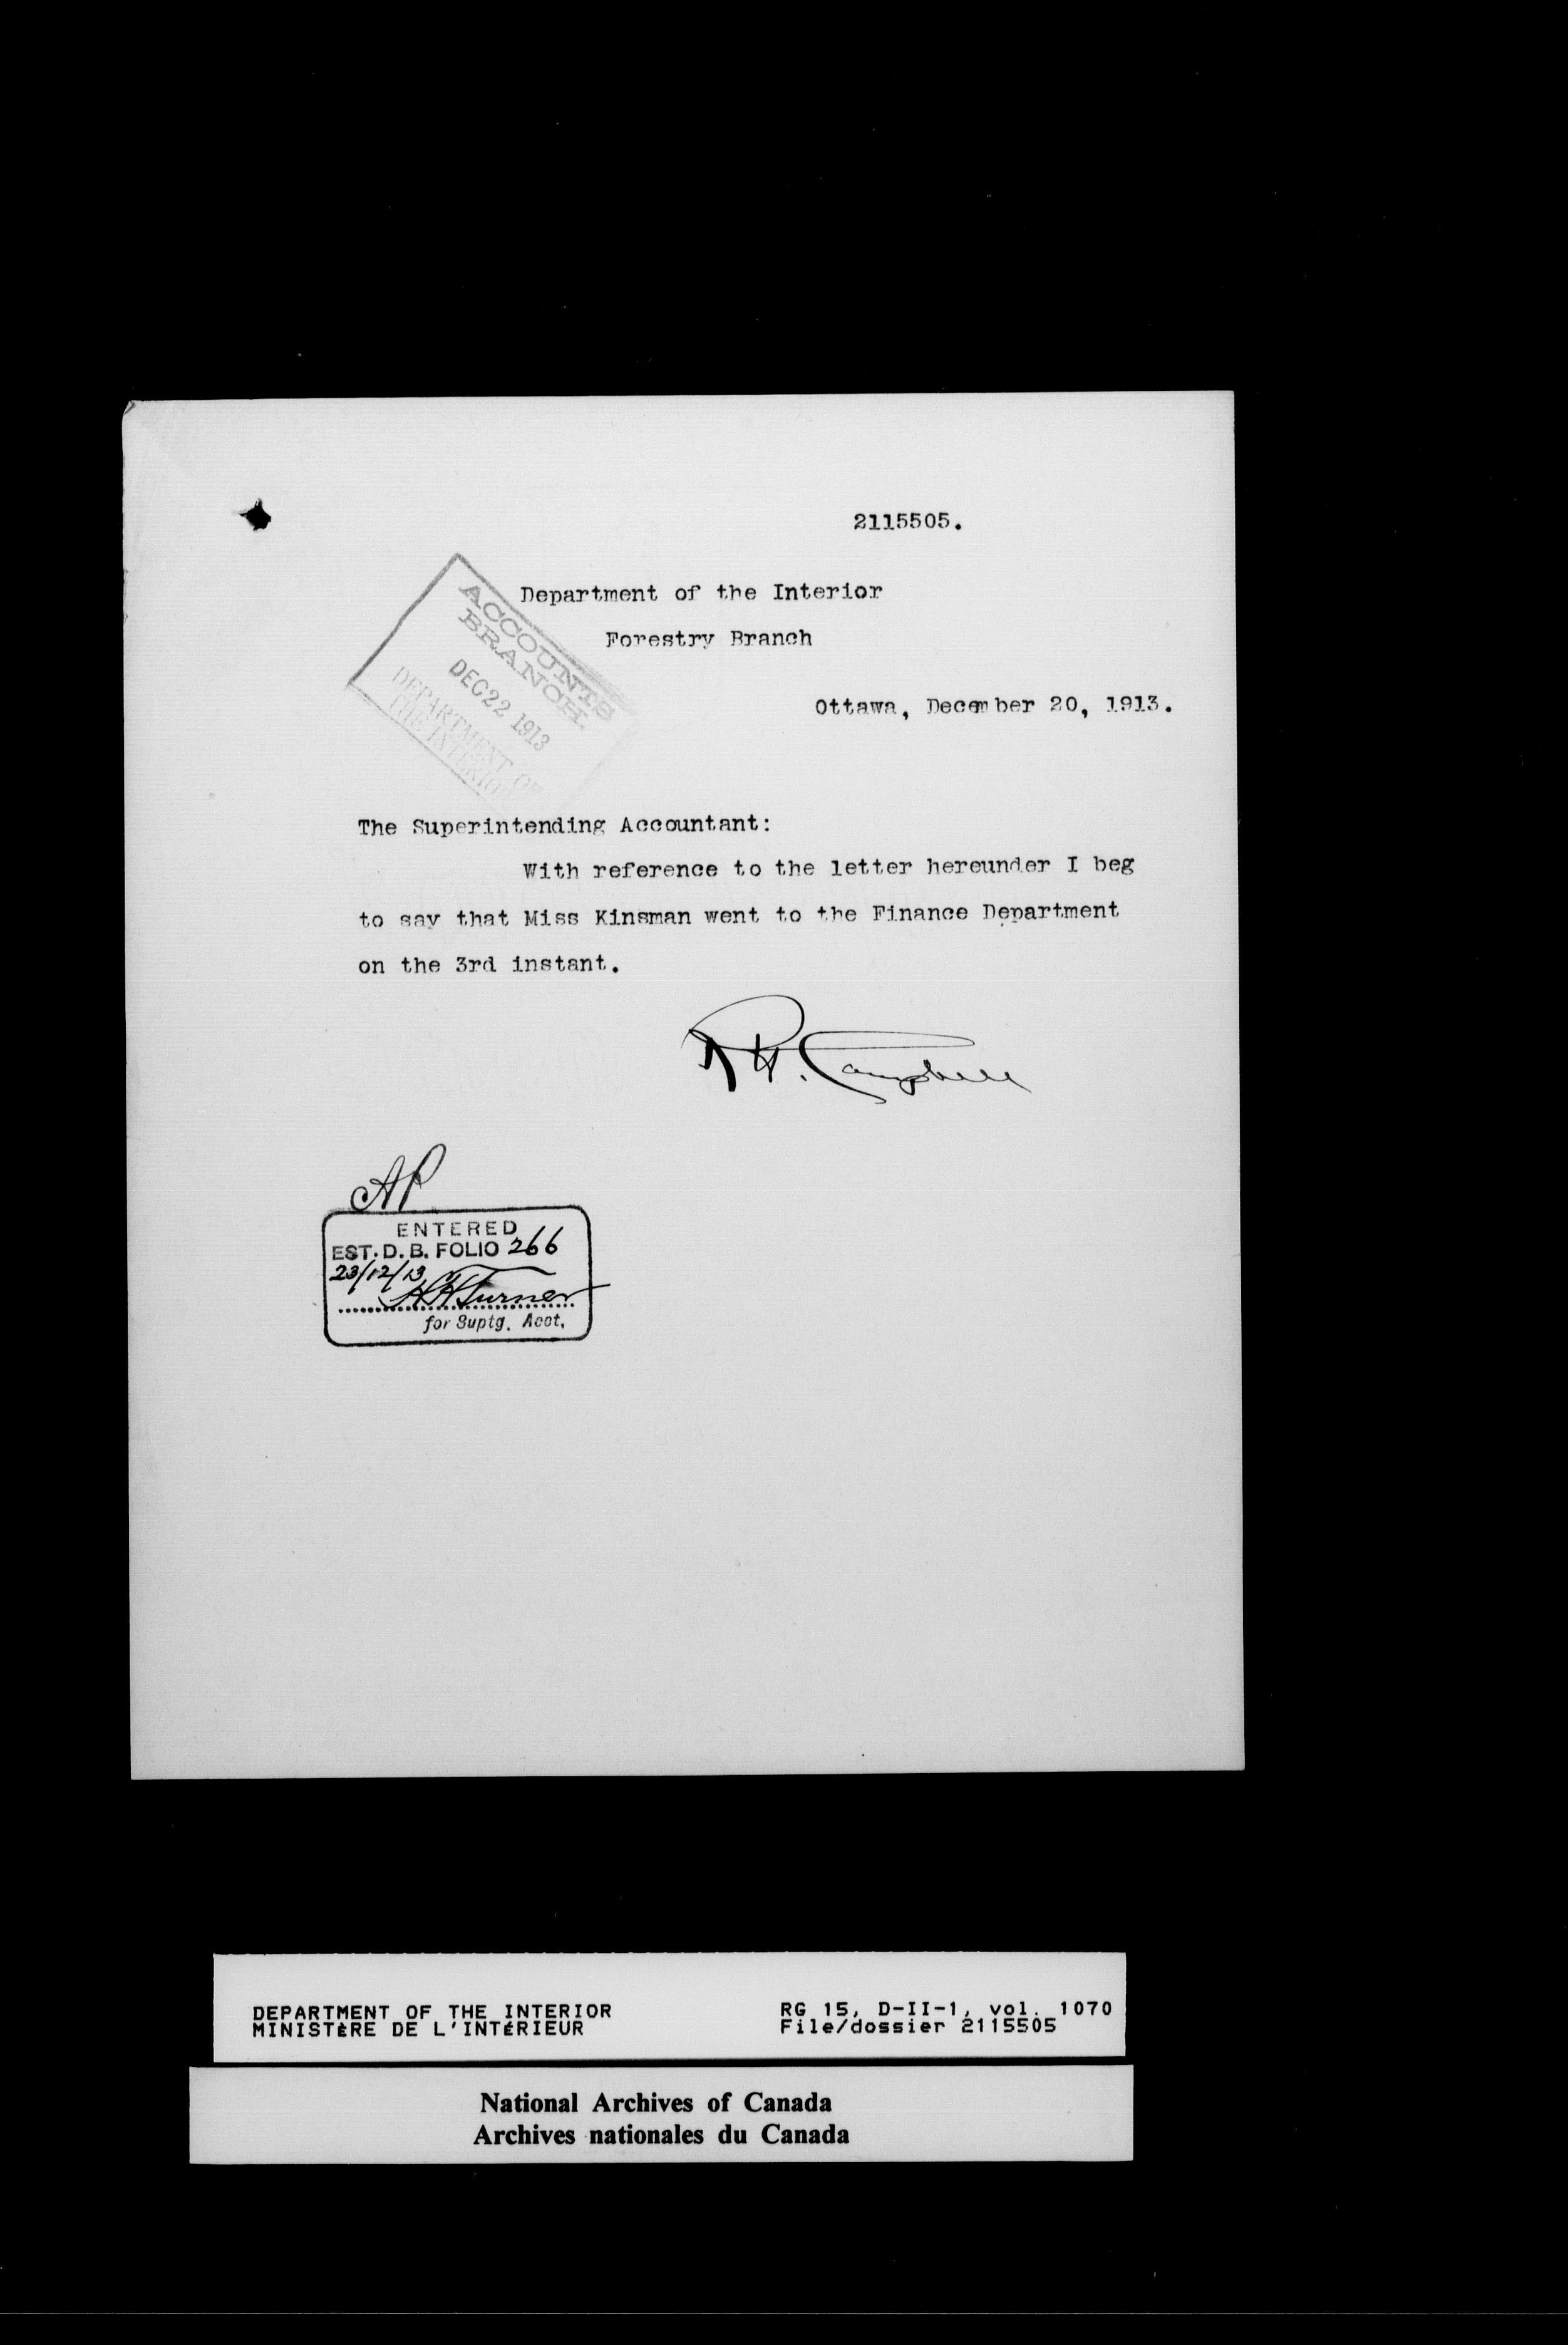 2115505.
ACCOUNTS
BRANCH.
DEC 22 1913
DEPARTMENT OF
THE INTERIOR
Department of the Interior
Forestry Branch
Ottawa, December 20, 1913.
The Superintending Accountant:
With reference to the letter hereunder I beg
to say that Miss Kinsman went to the Finance Department
on the 3rd instant.
R H. Campbell
AP
ENTERED
EST. D. B. FOLIO 266
23/12/13
Turner
for Suptg. Acct.
DEPARTMENT OF THE INTERIOR
MINISTÈRE DE L'INTÉRIEUR
RG 15, D-II-1, vol. 1070
File/dossier 2115505
National Archives of Canada
Archives nationales du Canada